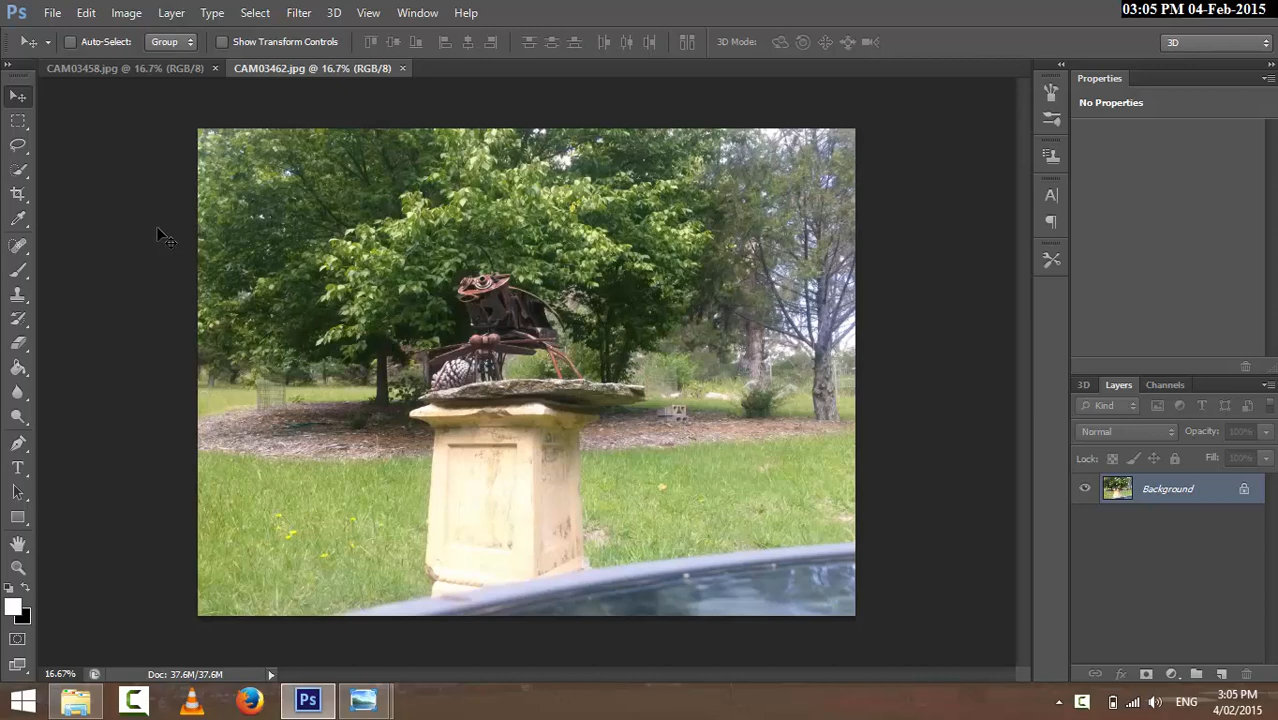 Ps File Edit Image Layer Type Select Filter 3D View Window Help 03:05 PM 04-Feb-2015
Auto-Select: Group Show Transform Controls 3D Mode: 3D
CAM03458.jpg @ 16.7% (RGB/8) × CAM03462.jpg @ 16.7% (RGB/8) ×
Properties
No Properties
3D Layers Channels
Kind
Normal Opacity: 100%
Lock: Fill: 100%
Background
16.67% Doc: 37.6M/37.6M
Ps ENG 3:05 PM
4/02/2015